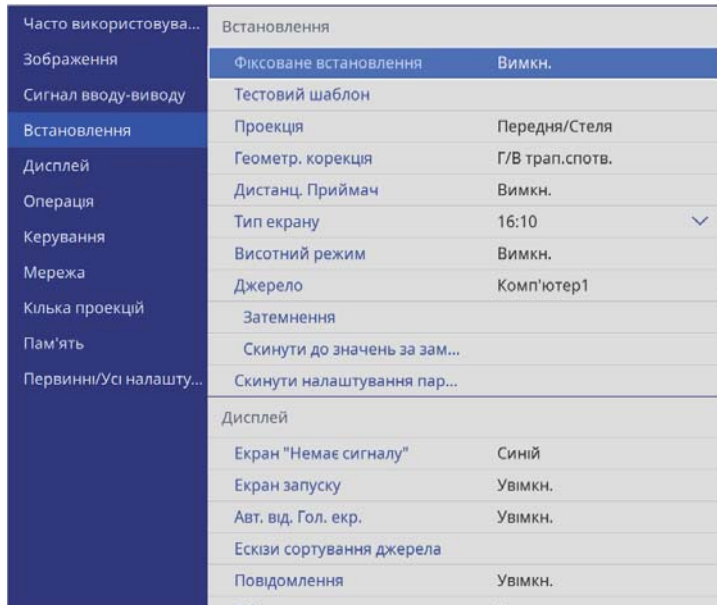 Часто використовува...
Зображення
Сигнал вводу-виводу
Встановлення
Дисплей
Операція
Керування
Мережа
Кілька проекцій
Пам'ять
Первинні/Усі налашту...
Встановлення
Фіксоване встановлення Вимкн.
Тестовий шаблон
Проекція Передня/Стеля
Геометр. корекція Г/В трап.спотв.
Дистанц. Приймач Вимкн.
Тип екрану 16:10
Висотний режим Вимкн.
Джерело Комп'ютер1
Затемнення
Скинути до значень за зам...
Скинути налаштування пар...
Дисплей
Екран "Немає сигналу" Синій
Екран запуску Увімкн.
Авт. від. Гол. екр. Увімкн.
Ескізи сортування джерела
Повідомлення Увімкн.